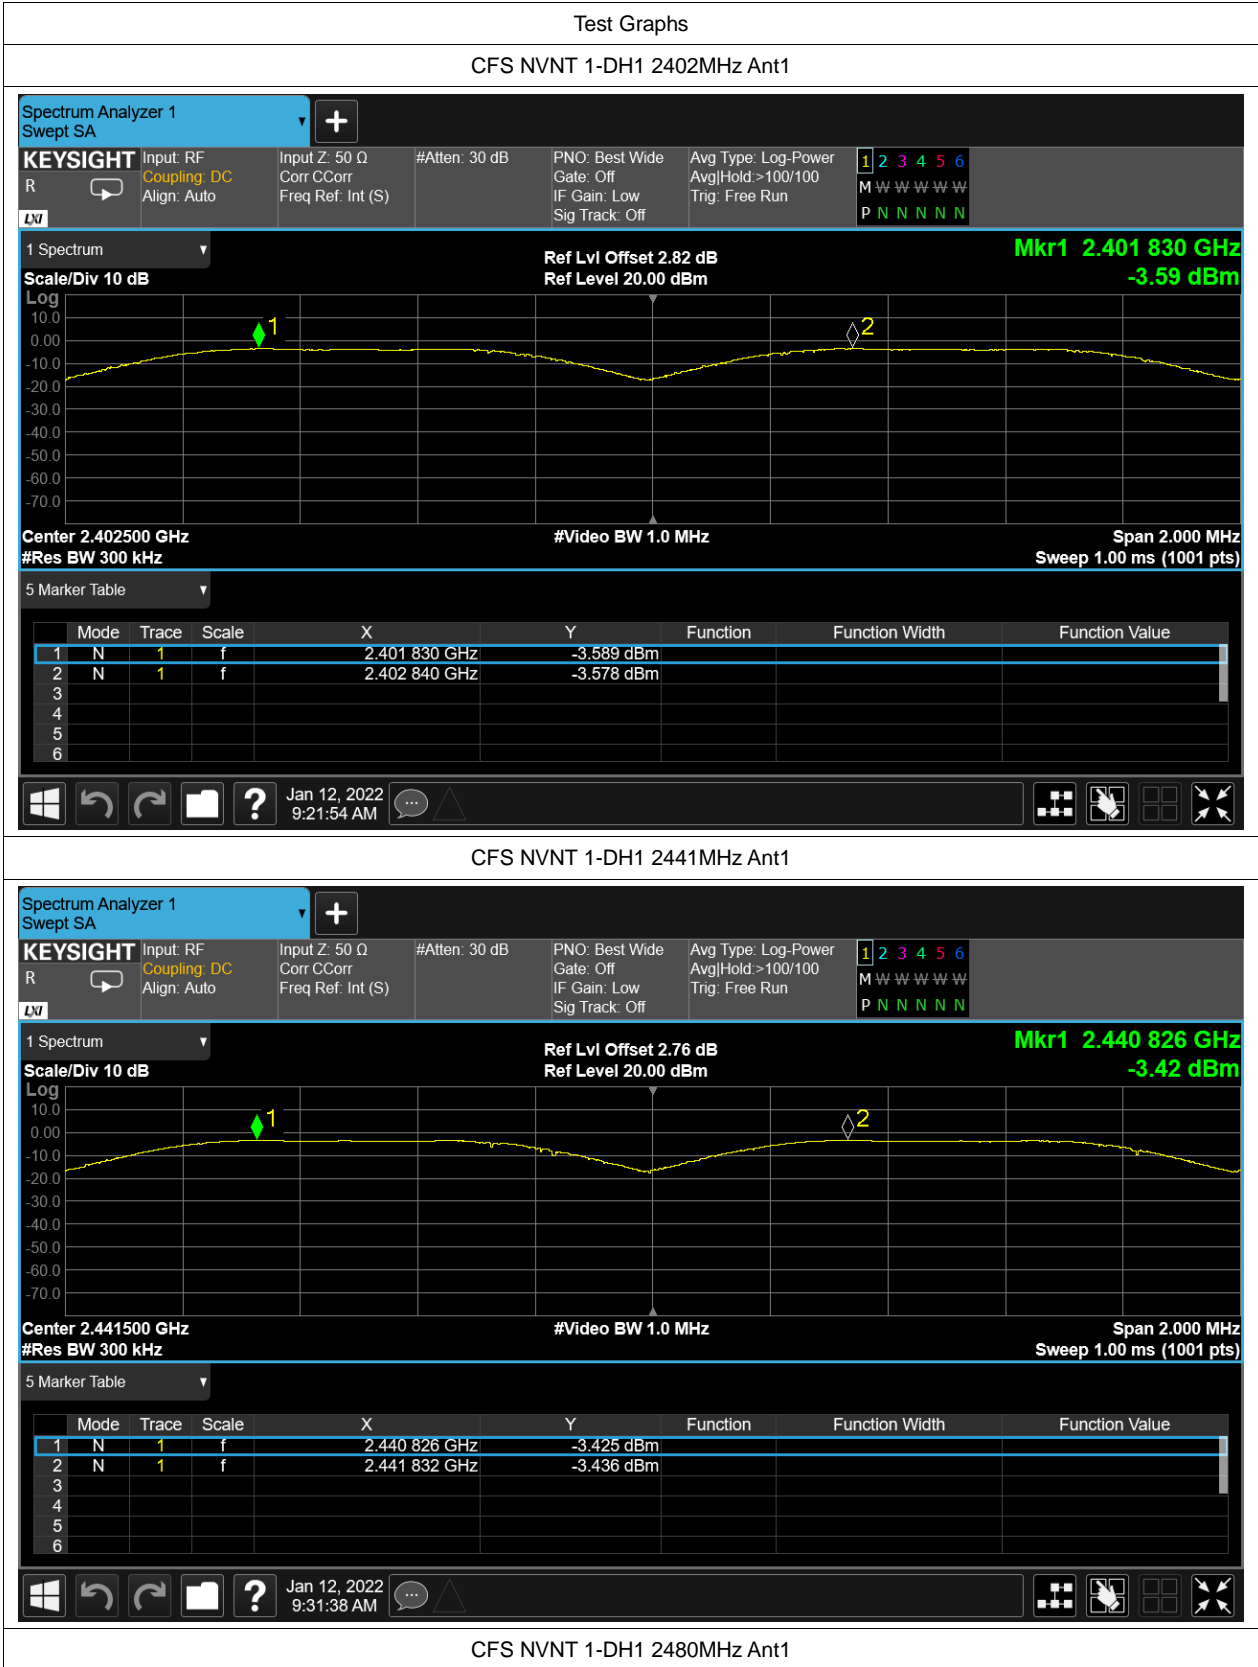 Test Graphs
CFS NVNT 1-DH1 2402MHz Ant1
Spectrum Analyzer 1
Swept SA
KEYSIGHT Input: RF Input Z: 50 Ω #Atten: 30 dB PNO: Best Wide Avg Type: Log-Power 1 2 3 4 5 6
R Coupling: DC Corr CCorr Gate: Off Avg|Hold:>100/100 M W W W W W
Align: Auto Freq Ref: Int (S) IF Gain: Low Trig: Free Run
LXI Sig Track: Off P N N N N N
1 Spectrum Ref Lvl Offset 2.82 dB Mkr1 2.401 830 GHz
Scale/Div 10 dB Ref Level 20.00 dBm -3.59 dBm
Log
10.0
1 2
0.00
-10.0
-20.0
-30.0
-40.0
-50.0
-60.0
-70.0
Center 2.402500 GHz #Video BW 1.0 MHz Span 2.000 MHz
#Res BW 300 kHz Sweep 1.00 ms (1001 pts)
5 Marker Table
Mode Trace Scale X Y Function Function Width Function Value
1 N 1 f 2.401 830 GHz -3.589 dBm
2 N 1 f 2.402 840 GHz -3.578 dBm
3
4
5
6
? Jan 12, 2022
9:21:54 AM
CFS NVNT 1-DH1 2441MHz Ant1
Spectrum Analyzer 1
Swept SA
KEYSIGHT Input: RF Input Z: 50 Ω #Atten: 30 dB PNO: Best Wide Avg Type: Log-Power 1 2 3 4 5 6
R Coupling: DC Corr CCorr Gate: Off Avg|Hold:>100/100 M W W W W W
Align: Auto Freq Ref: Int (S) IF Gain: Low Trig: Free Run
LXI Sig Track: Off P N N N N N
1 Spectrum Ref Lvl Offset 2.76 dB Mkr1 2.440 826 GHz
Scale/Div 10 dB Ref Level 20.00 dBm -3.42 dBm
Log
10.0
1 2
0.00
-10.0
-20.0
-30.0
-40.0
-50.0
-60.0
-70.0
Center 2.441500 GHz #Video BW 1.0 MHz Span 2.000 MHz
#Res BW 300 kHz Sweep 1.00 ms (1001 pts)
5 Marker Table
Mode Trace Scale X Y Function Function Width Function Value
1 N 1 f 2.440 826 GHz -3.425 dBm
2 N 1 f 2.441 832 GHz -3.436 dBm
3
4
5
6
? Jan 12, 2022
9:31:38 AM
CFS NVNT 1-DH1 2480MHz Ant1